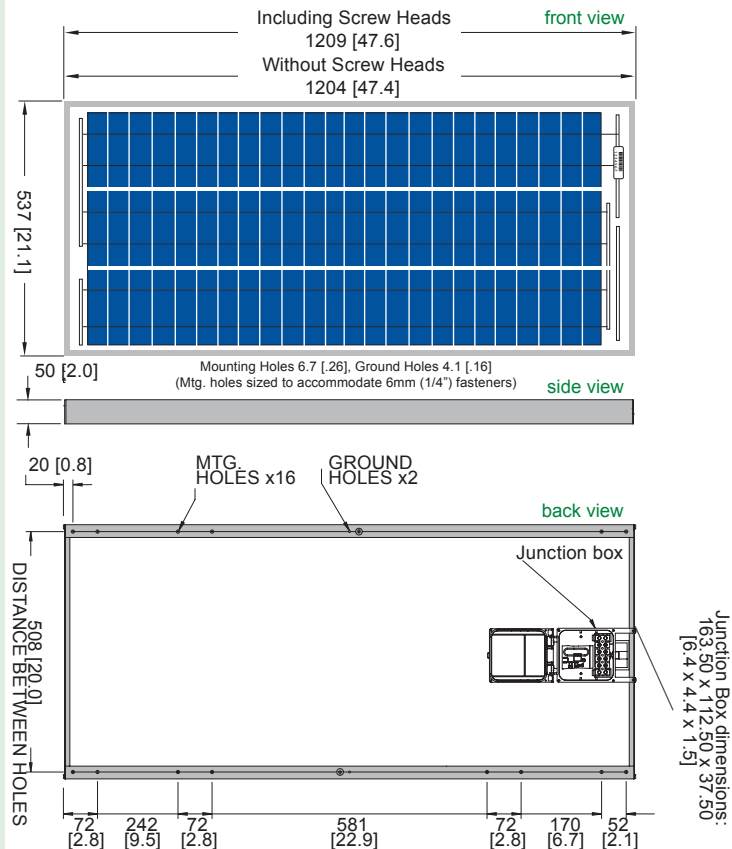 Including Screw Heads
1209 [47.6]
front view
Without Screw Heads
1204 [47.4]
537 [21.1]
Mounting Holes 6.7 [.26], Ground Holes 4.1 [.16]
(Mtg. holes sized to accommodate 6mm (1/4”) fasteners)
50 [2.0]
side view
20 [0.8]
MTG.
HOLES x16
GROUND
HOLES x2
back view
Junction box
508 [20.0]
DISTANCE BETWEEN HOLES
Junction Box dimensions:
163.50 x 112.50 x 37.50
[6.4 x 4.4 x 1.5]
72
[2.8]
242
[9.5]
72
[2.8]
581
[22.9]
72
[2.8]
170
[6.7]
52
[2.1]